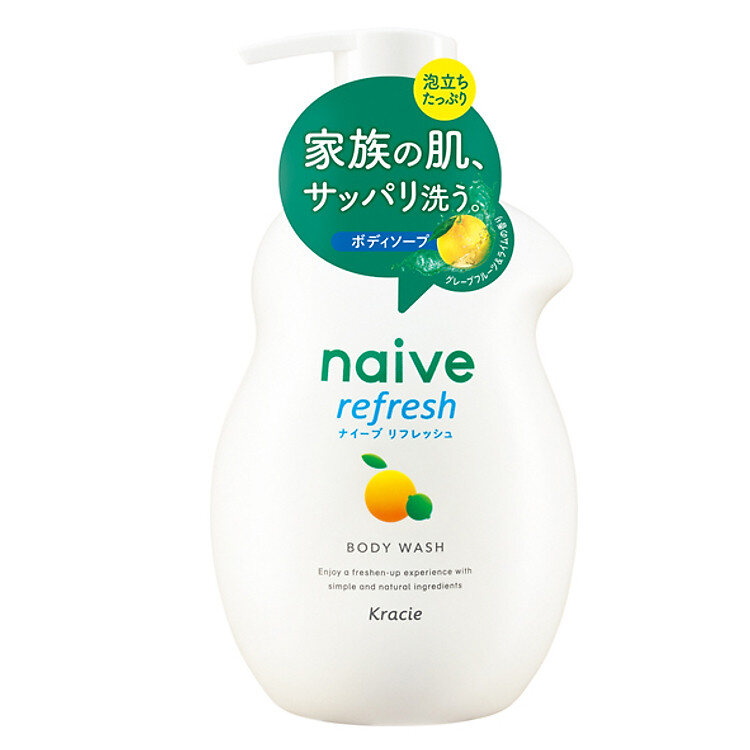 泡立ち
たっぷり
家族の肌、
サッパリ洗う。
ボディソープ
グレープフルーツ&ライムの香り
naive
refresh
ナイーブ リフレッシュ
BODY WASH
Enjoy a freshen-up experience with
simple and natural ingredients
Kracie